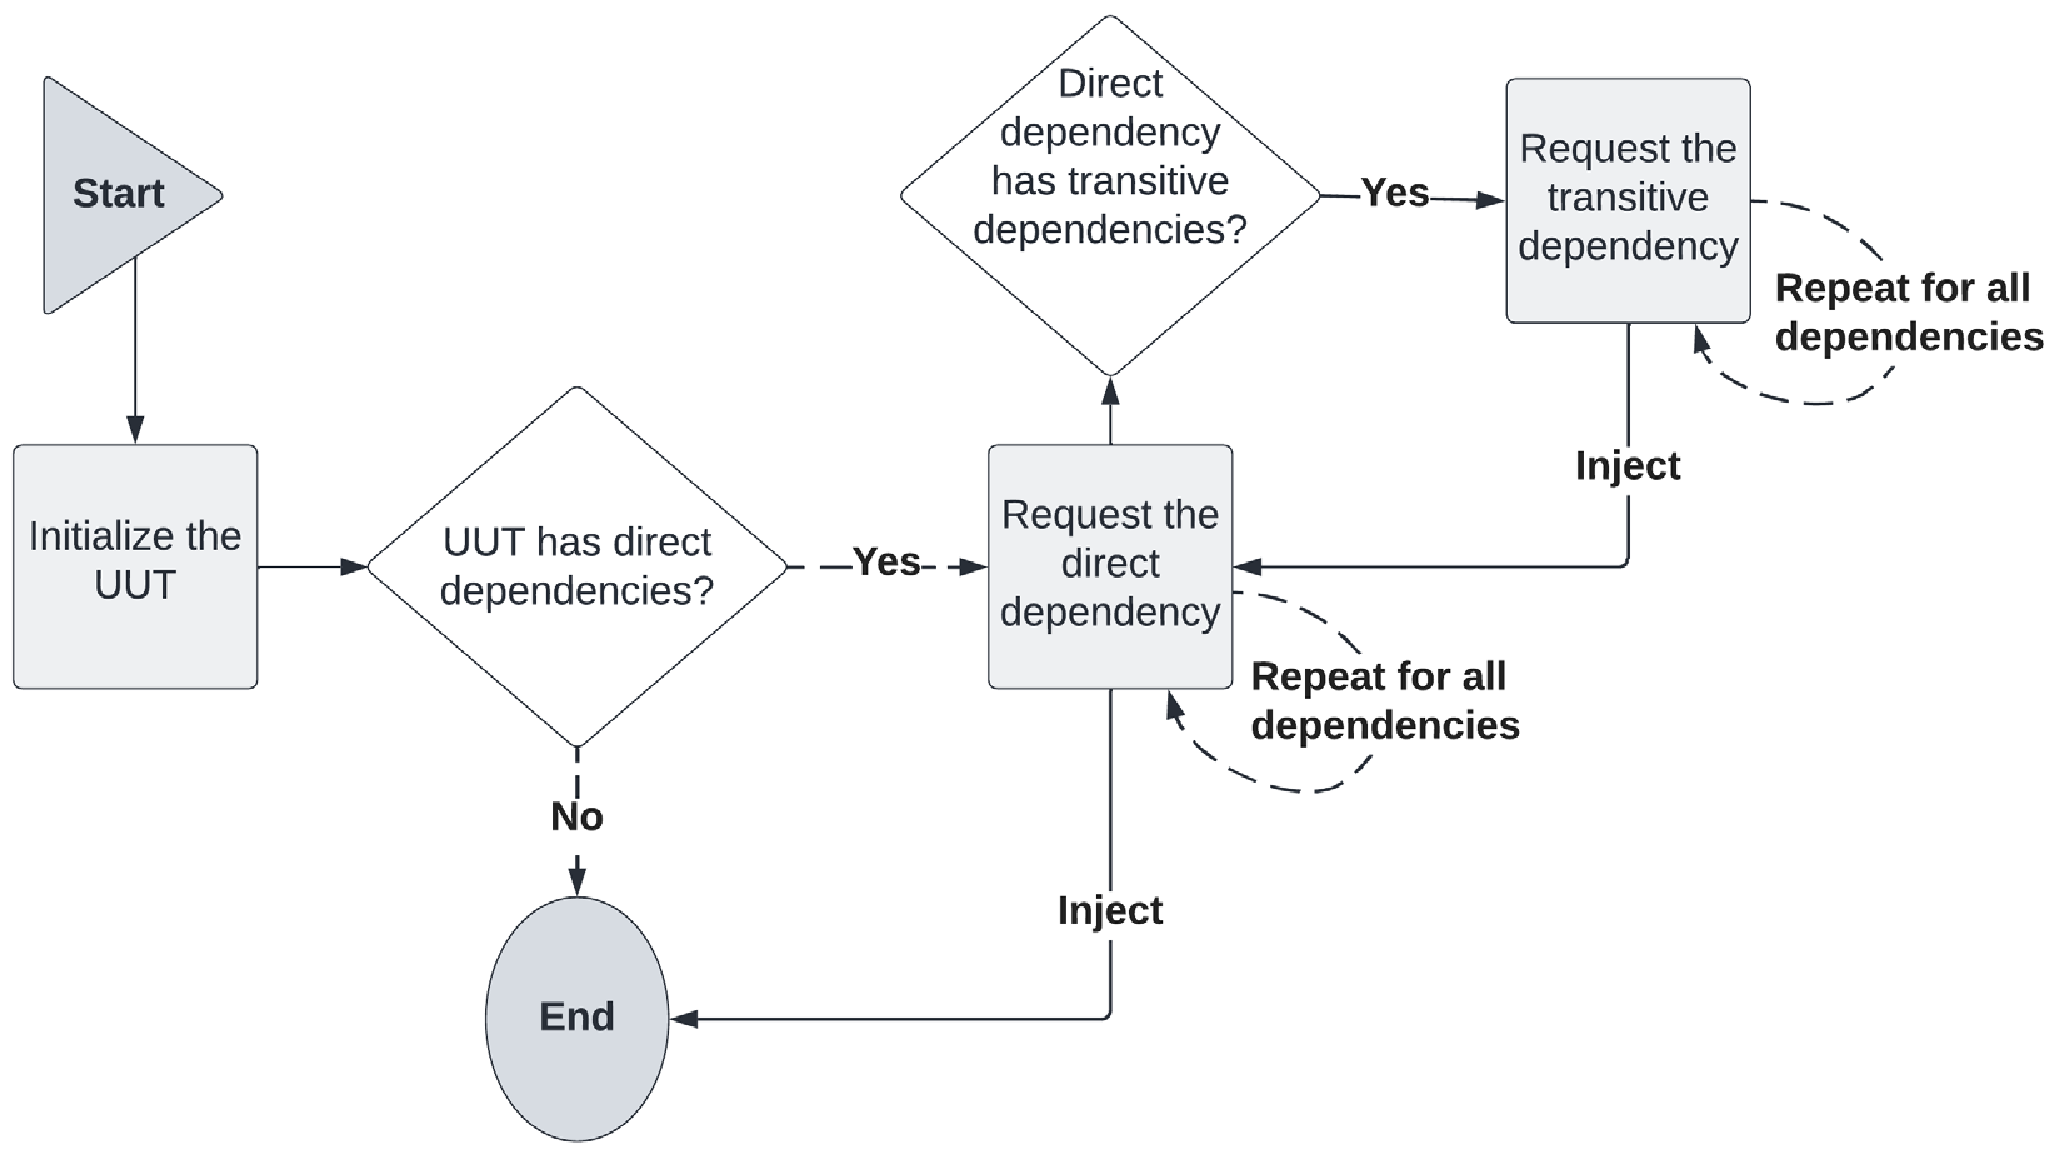 Start
Initialize the
UUT
UUT has direct
dependencies?
Yes
No
End
Request the
direct
dependency
Repeat for all
dependencies
Inject
Direct
dependency
has transitive
dependencies?
Yes
Request the
transitive
dependency
Repeat for all
dependencies
Inject